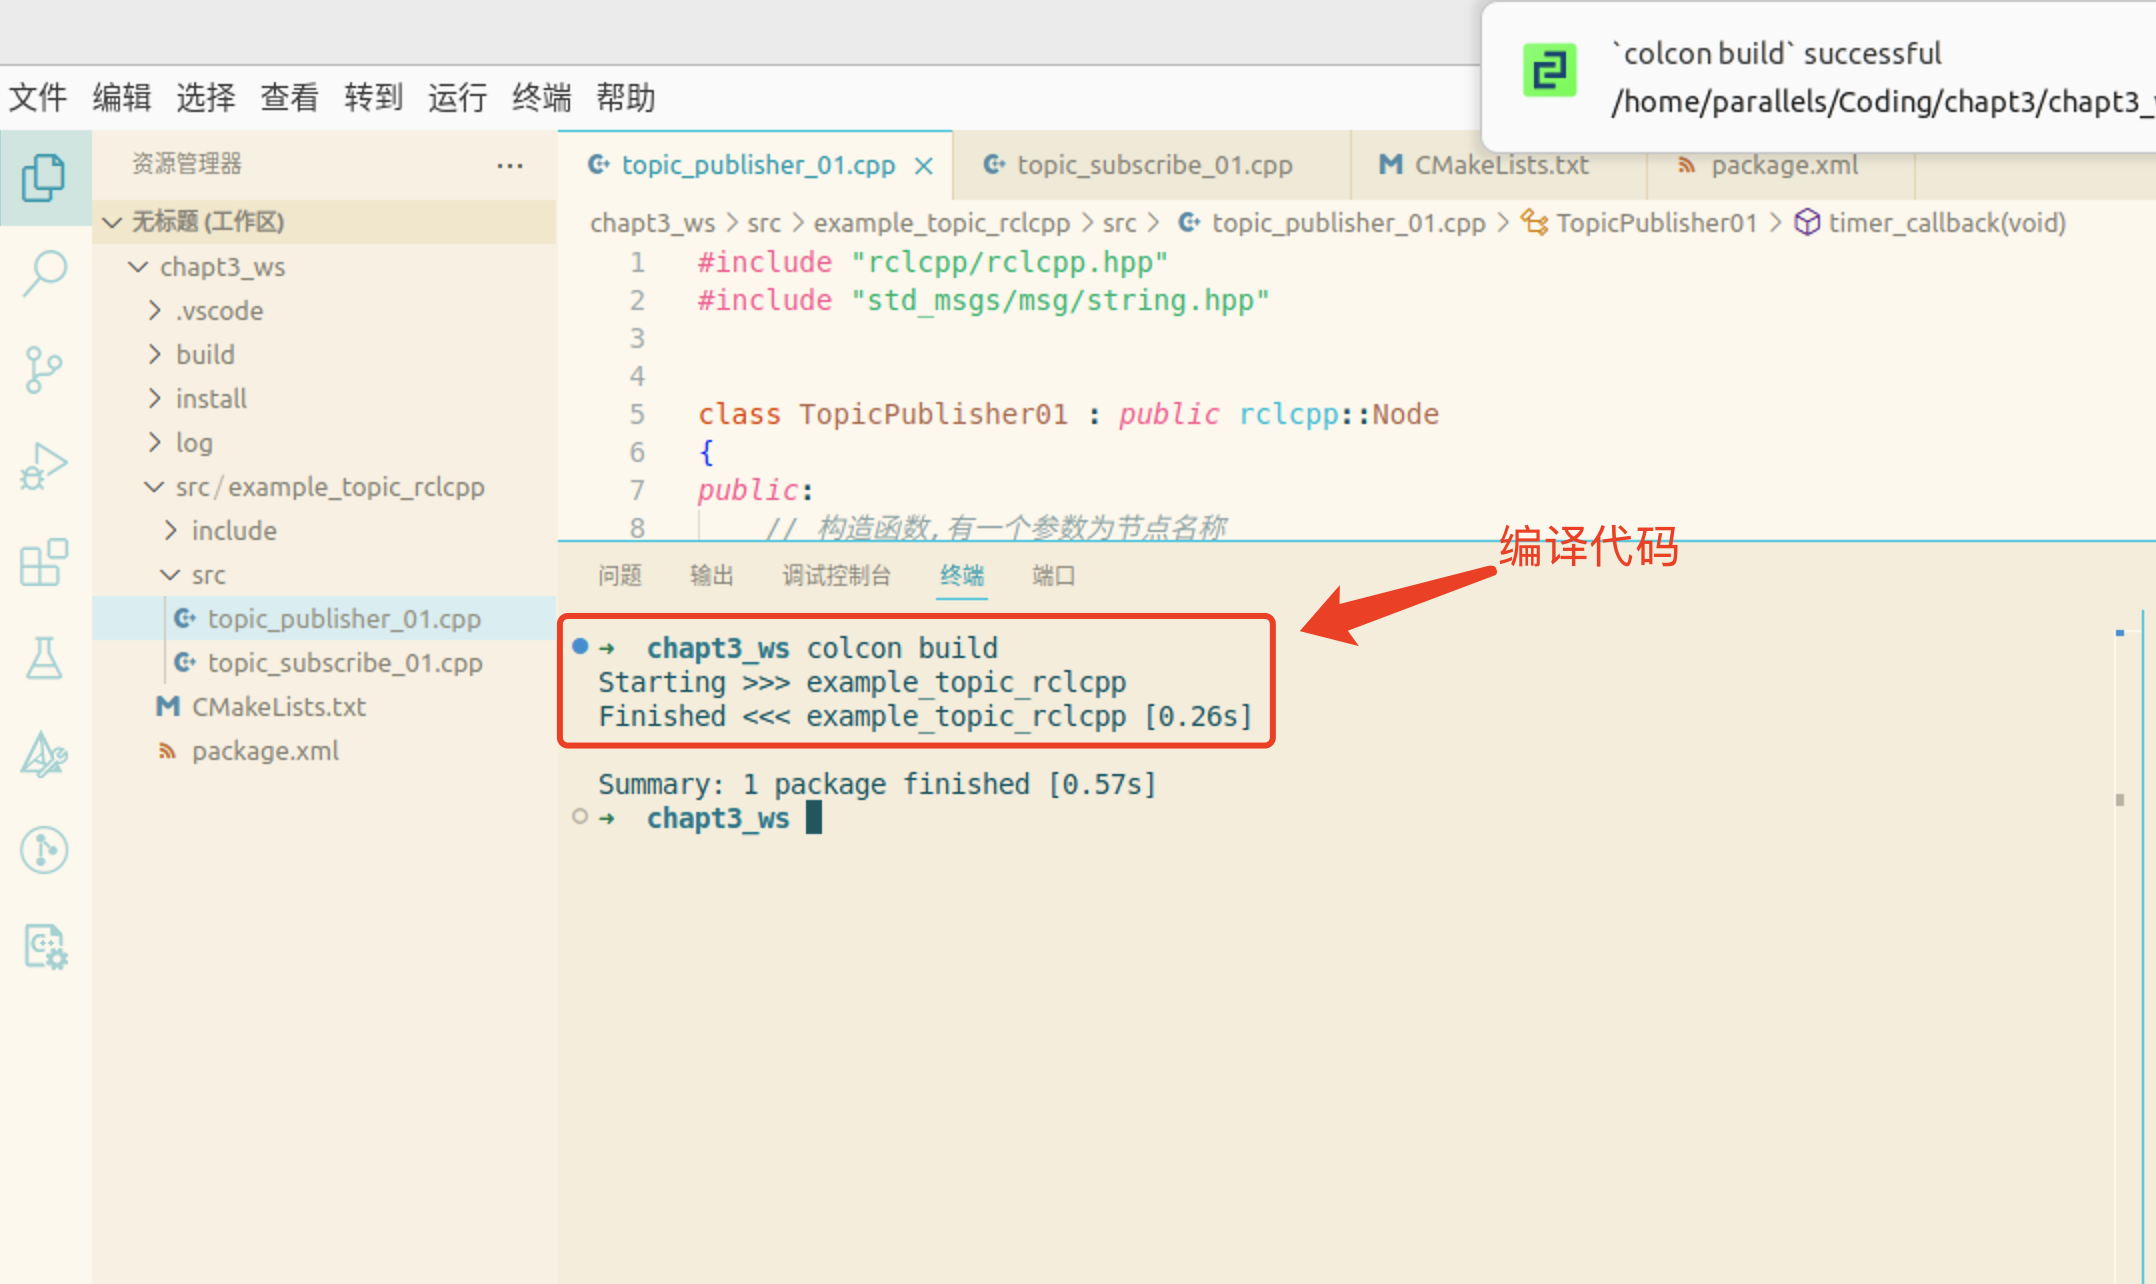 `colcon build` successful
/home/parallels/Coding/chapt3/chapt3_
文件 编辑 选择 查看 转到 运行 终端 帮助
资源管理器 ...
无标题 (工作区)
chapt3_ws
.vscode
build
install
log
src/example_topic_rclcpp
include
src
topic_publisher_01.cpp
topic_subscribe_01.cpp
CMakeLists.txt
package.xml
topic_publisher_01.cpp topic_subscribe_01.cpp CMakeLists.txt package.xml
chapt3_ws > src > example_topic_rclcpp > src > topic_publisher_01.cpp > TopicPublisher01 > timer_callback(void)
1 #include "rclcpp/rclcpp.hpp"
2 #include "std_msgs/msg/string.hpp"
3
4
5 class TopicPublisher01 : public rclcpp::Node
6 {
7 public:
8 // 构造函数,有一个参数为节点名称
编译代码
问题 输出 调试控制台 终端 端口
➜ chapt3_ws colcon build
Starting >>> example_topic_rclcpp
Finished <<< example_topic_rclcpp [0.26s]
Summary: 1 package finished [0.57s]
➜ chapt3_ws